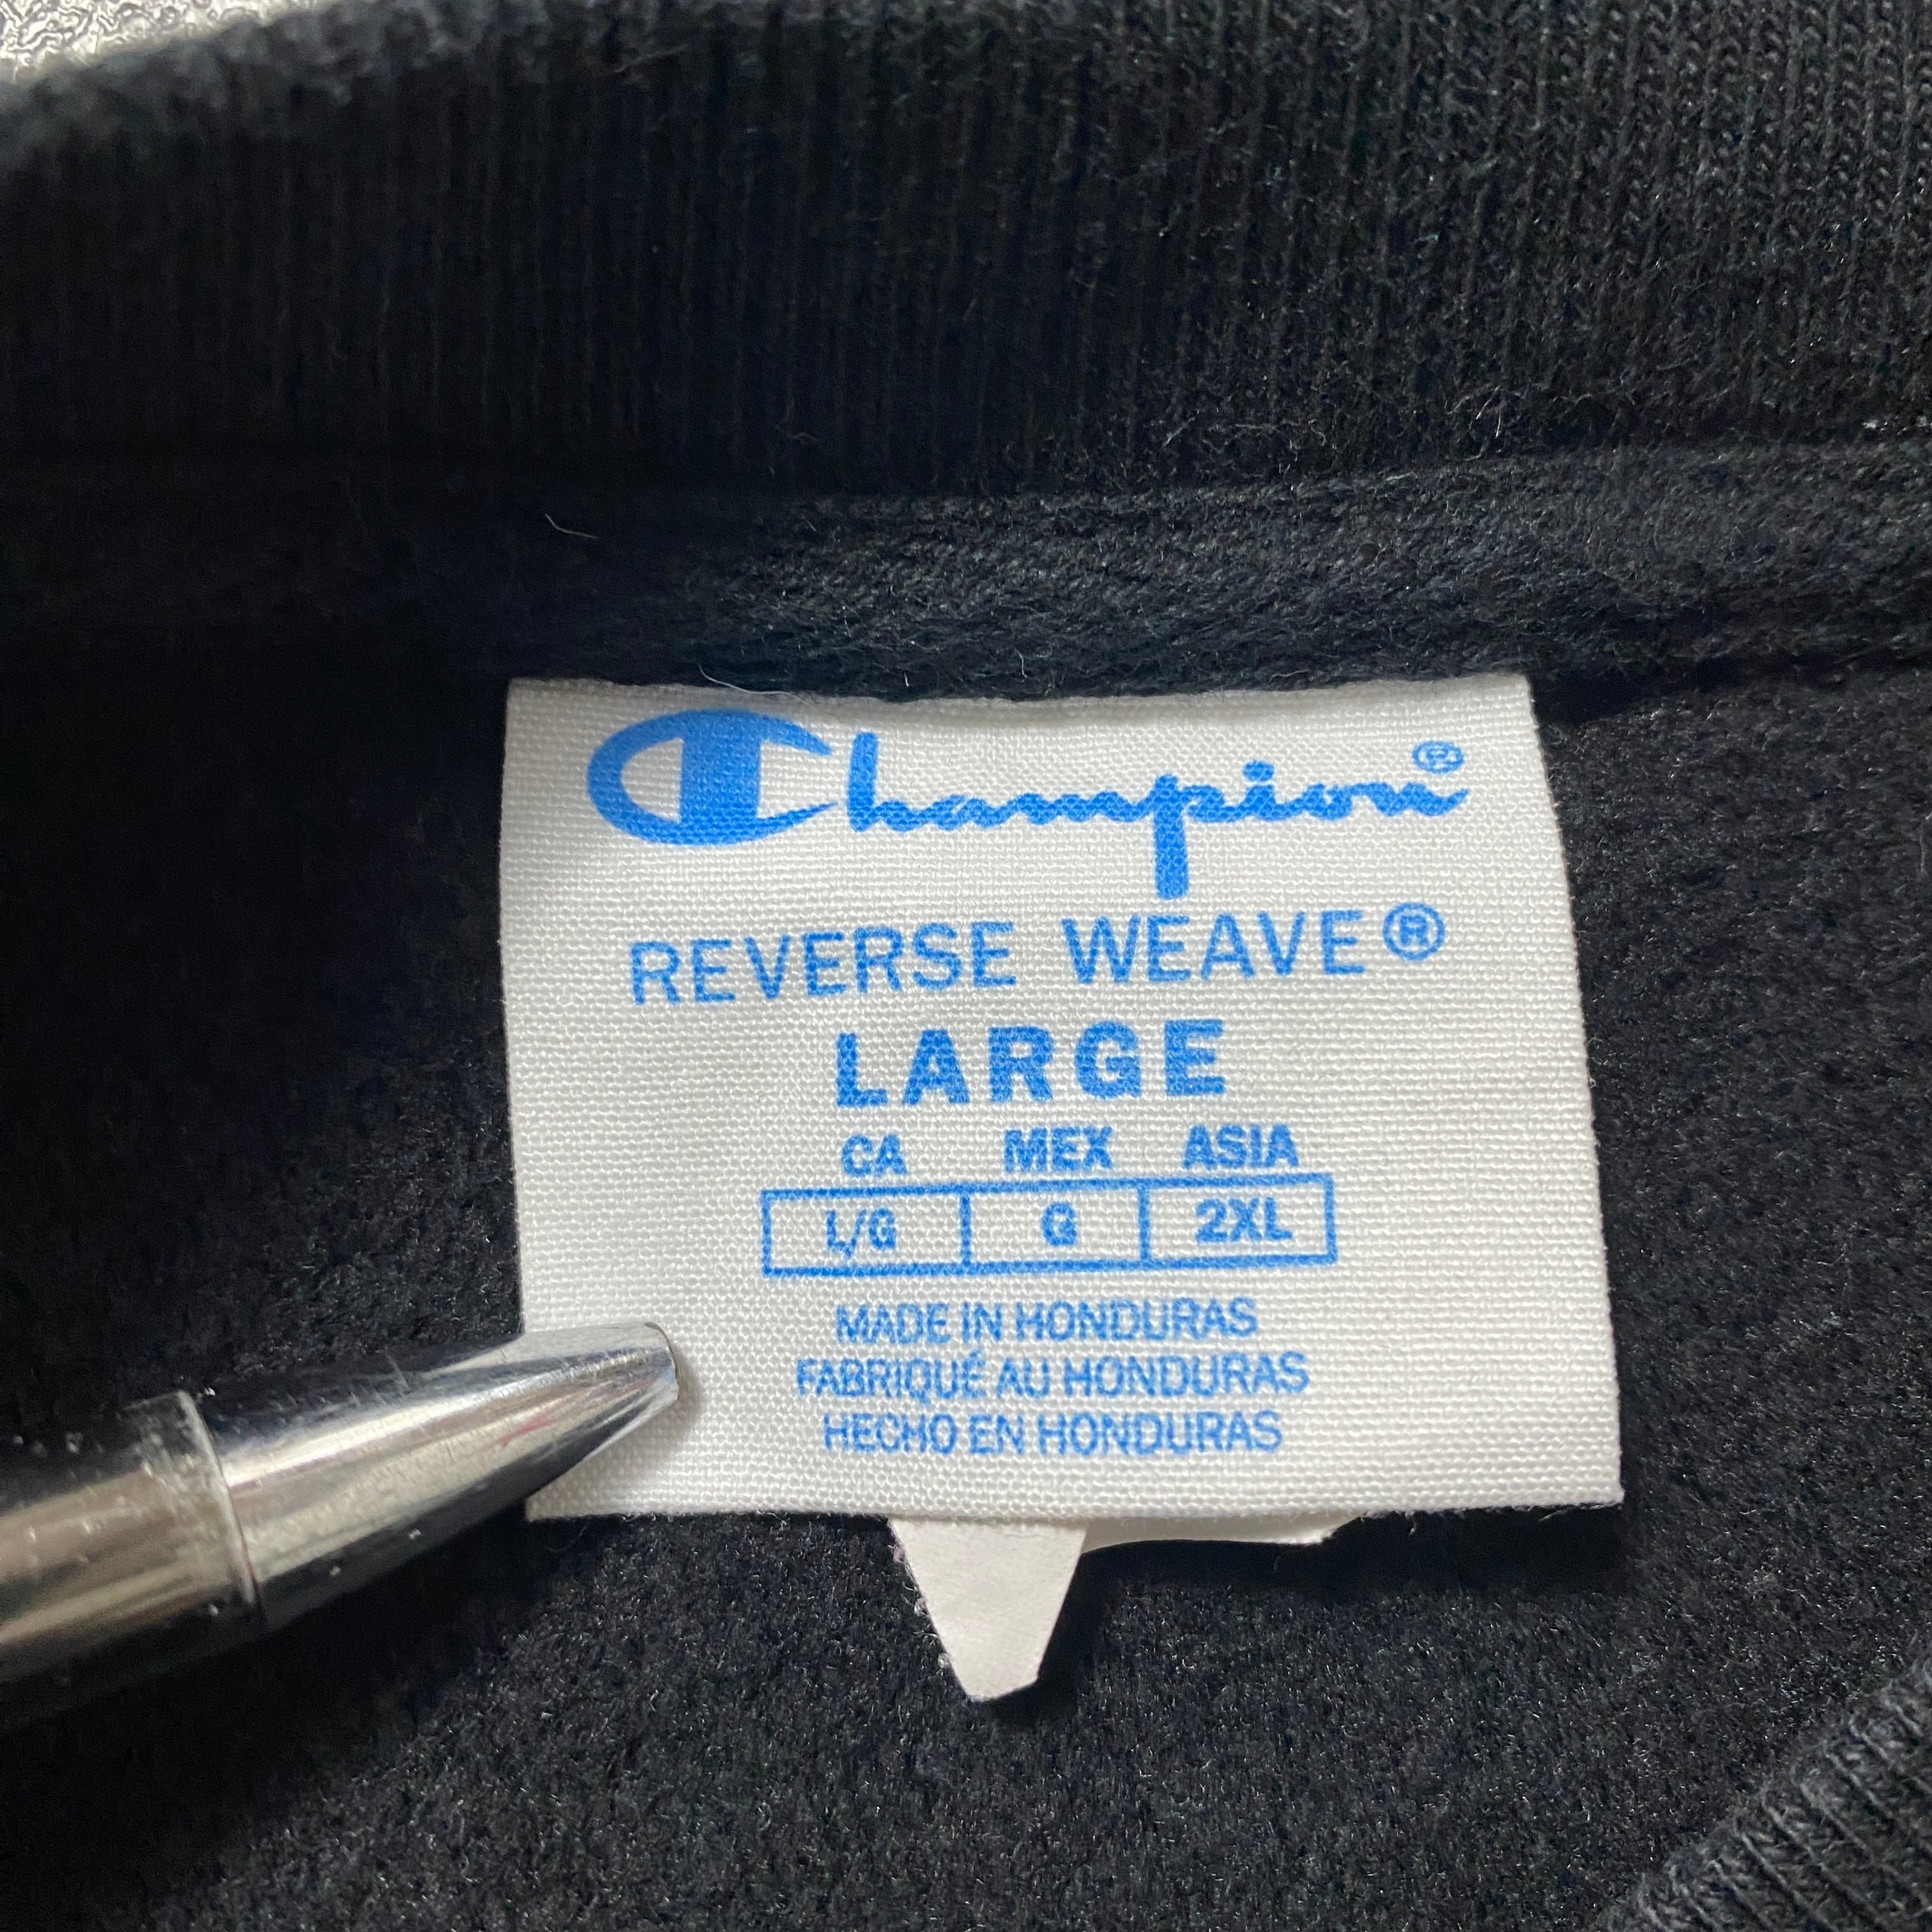 Champion®
REVERSE WEAVE®
LARGE
CA MEX ASIA
L/G G 2XL
MADE IN HONDURAS
FABRIQUÉ AU HONDURAS
HECHO EN HONDURAS